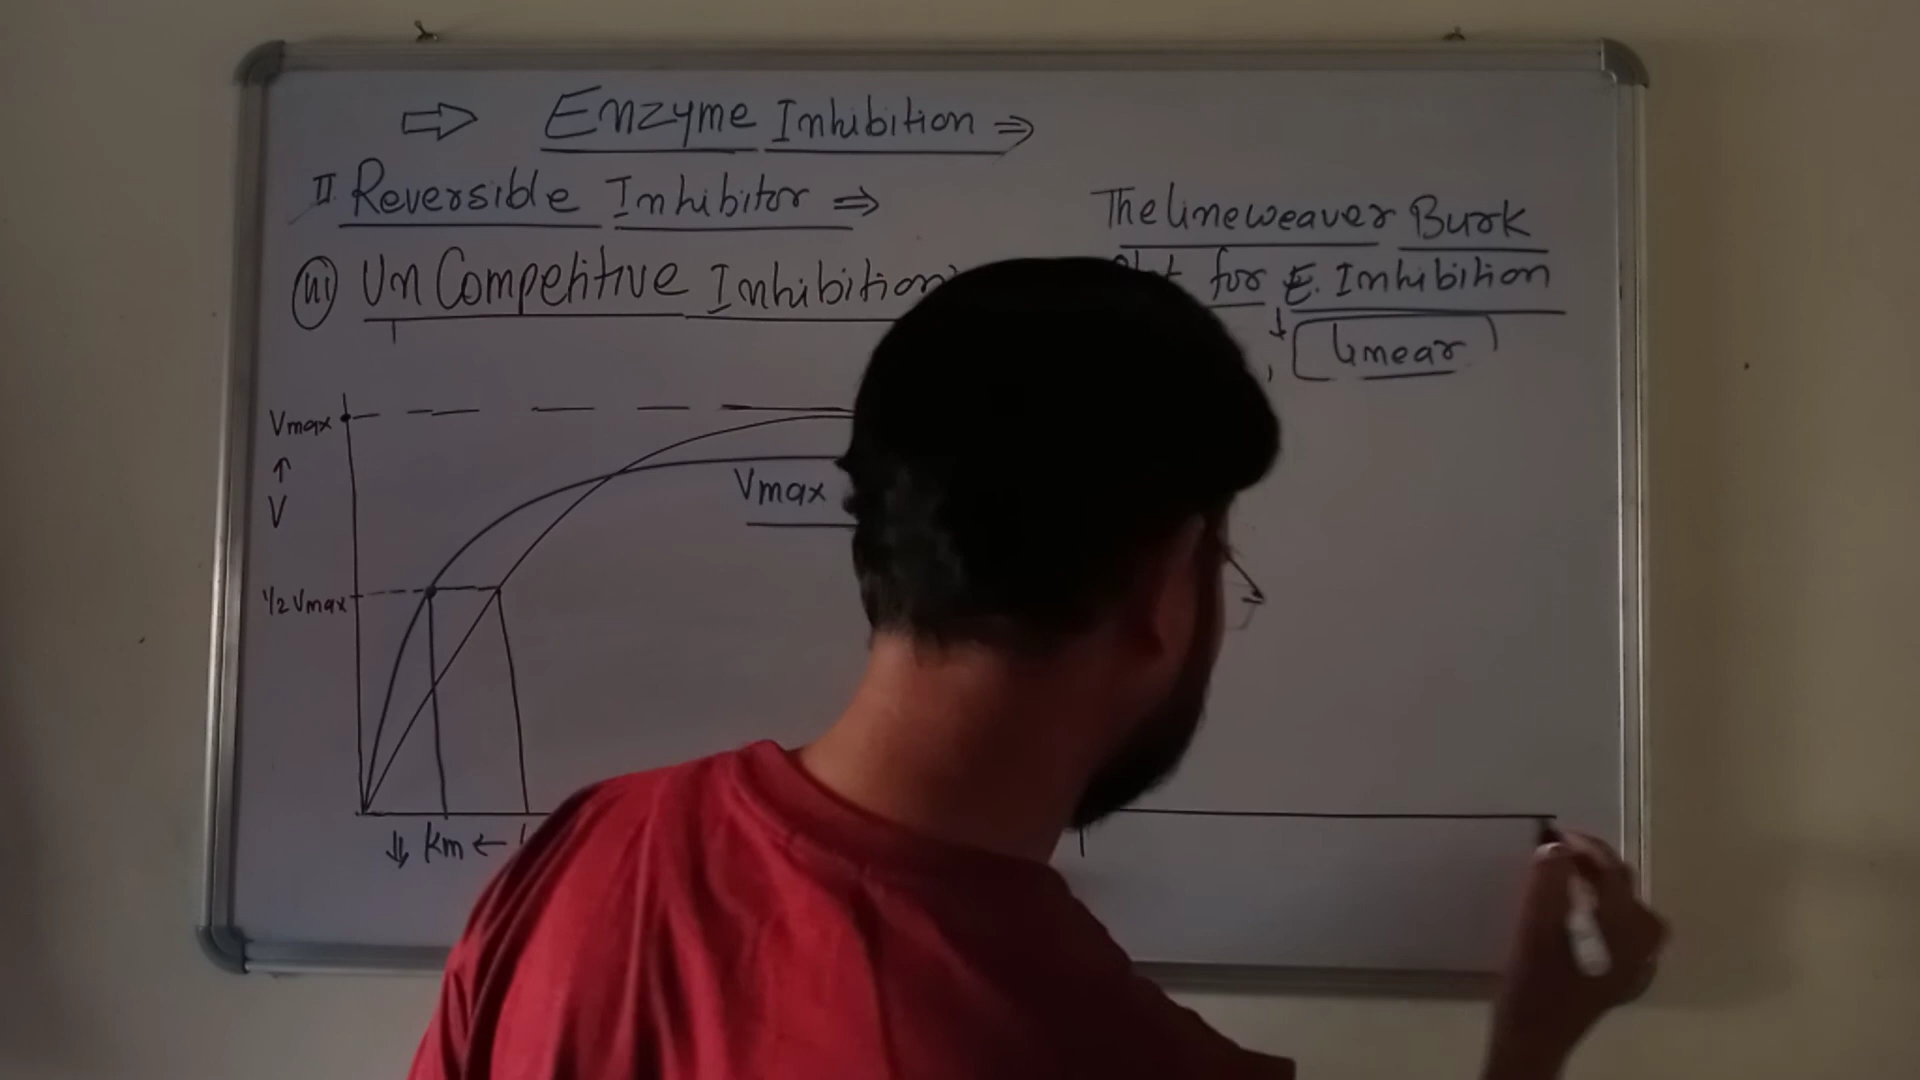 ⇒ Enzyme Inhibition ⇒
II Reversible Inhibitor ⇒
(iii) Un Competitive Inhibition
The lineweaver Burk
for E. Inhibition
↓
linear
Vmax
↑
V
Vmax
1/2 Vmax
⇓ km ←